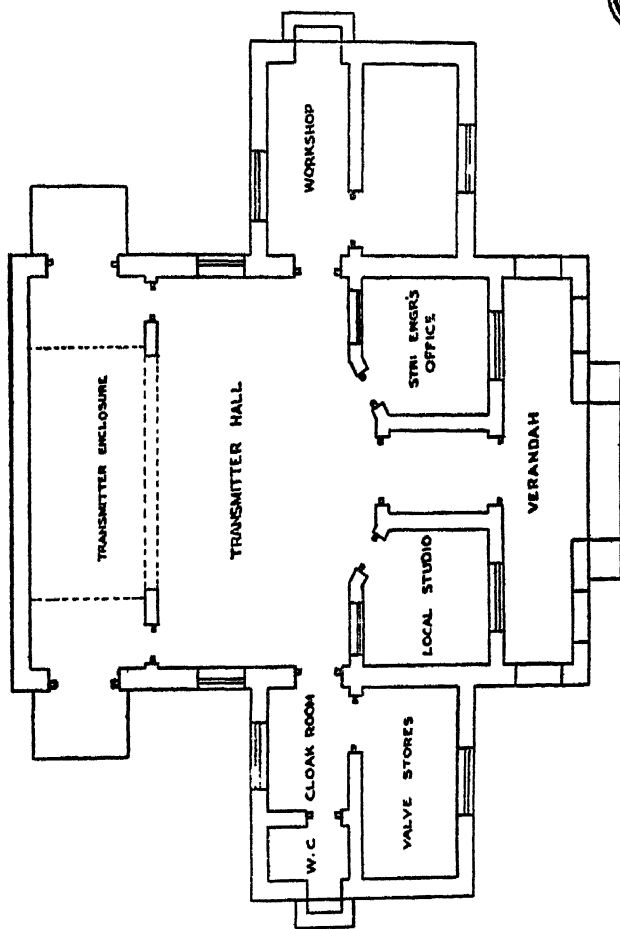 TRANSMITTER ENCLOSURE
TRANSMITTER HALL
WORKSHOP
STN ENGR'S
OFFICE
VERANDAH
LOCAL STUDIO
CLOAK ROOM
W.C
VALVE STORES